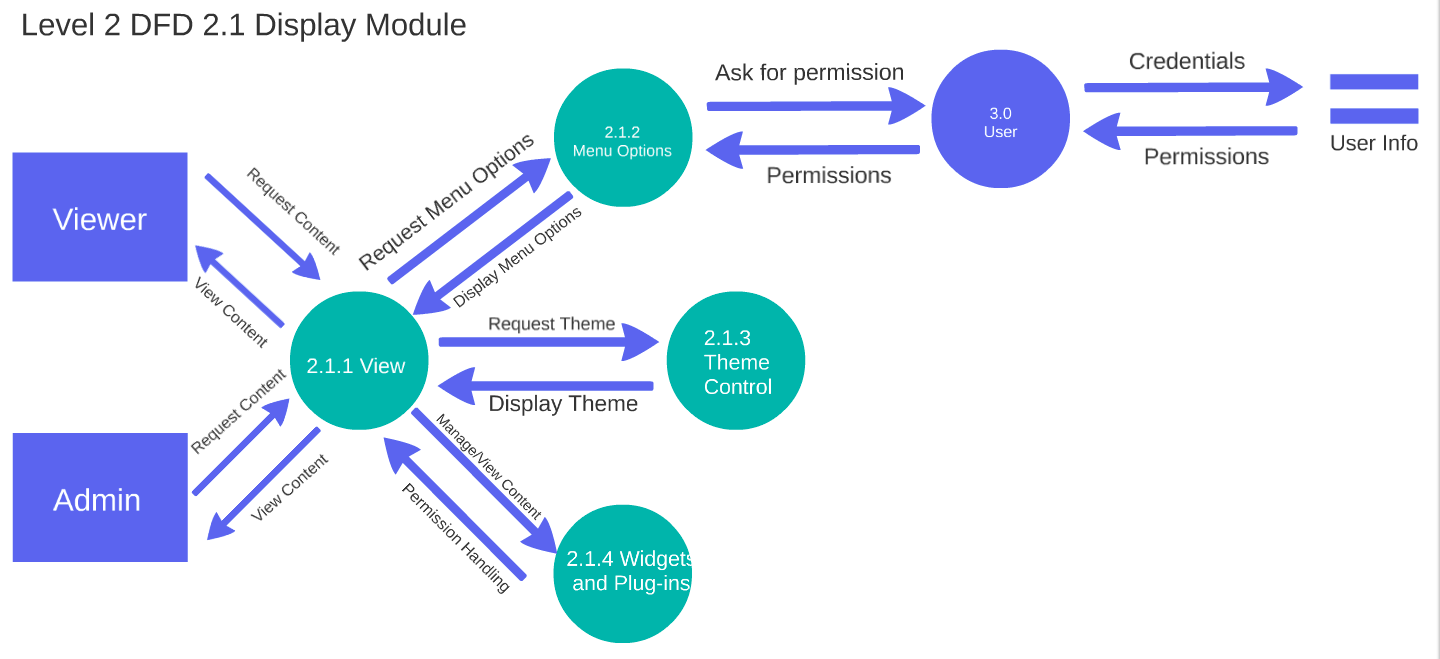 Level 2 DFD 2.1 Display Module
Ask for permission
Credentials
2.1.2
Menu Options
3.0
User
Permissions
Permissions
User Info
Viewer
Request Content
View Content
Request Menu Options
Display Menu Options
2.1.1 View
Request Theme
Display Theme
2.1.3
Theme
Control
Admin
Request Content
View Content
Manage/View Content
Permission Handling
2.1.4 Widgets
and Plug-ins